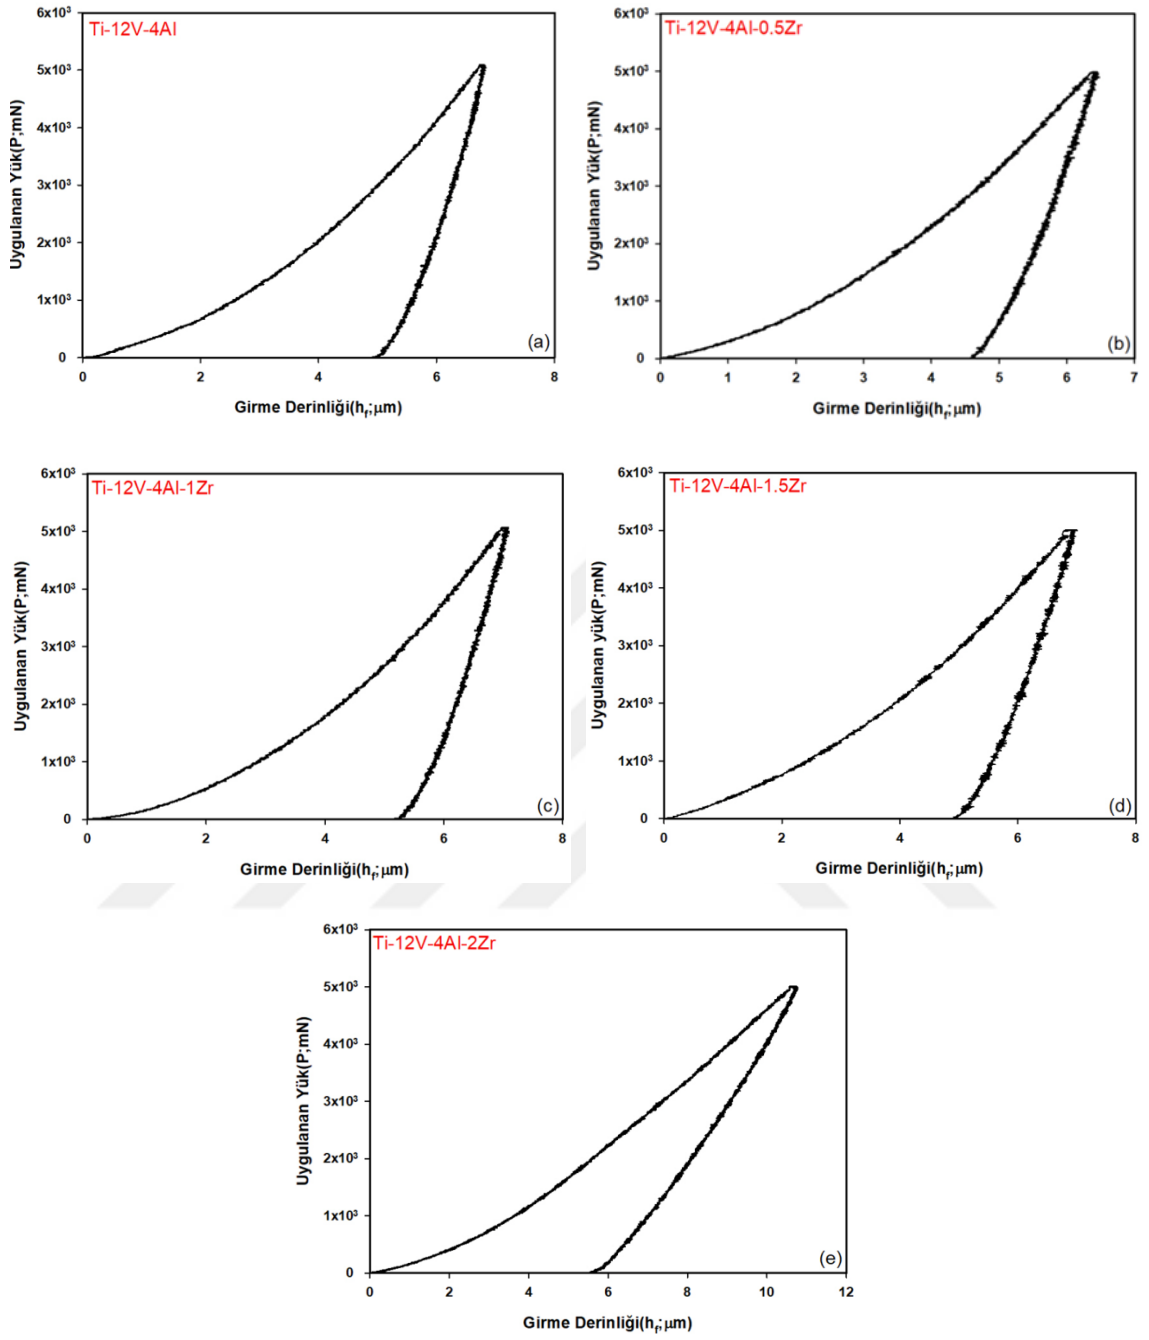 Ti-12V-4Al
6x10³
5x10³
4x10³
3x10³
2x10³
1x10³
0
Uygulanan Yük(P;mN)
(a)
0 2 4 6 8
Girme Derinliği(h_f;μm)
Ti-12V-4Al-0.5Zr
6x10³
5x10³
4x10³
3x10³
2x10³
1x10³
0
Uygulanan Yük(P;mN)
(b)
0 1 2 3 4 5 6 7
Girme Derinliği(h_f;μm)
Ti-12V-4Al-1Zr
6x10³
5x10³
4x10³
3x10³
2x10³
1x10³
0
Uygulanan Yük(P;mN)
(c)
0 2 4 6 8
Girme Derinliği(h_f;μm)
Ti-12V-4Al-1.5Zr
6x10³
5x10³
4x10³
3x10³
2x10³
1x10³
0
Uygulanan yük(P;mN)
(d)
0 2 4 6 8
Girme Derinliği(h_f;μm)
Ti-12V-4Al-2Zr
6x10³
5x10³
4x10³
3x10³
2x10³
1x10³
0
Uygulanan Yük(P;mN)
(e)
0 2 4 6 8 10 12
Girme Derinliği(h_f;μm)